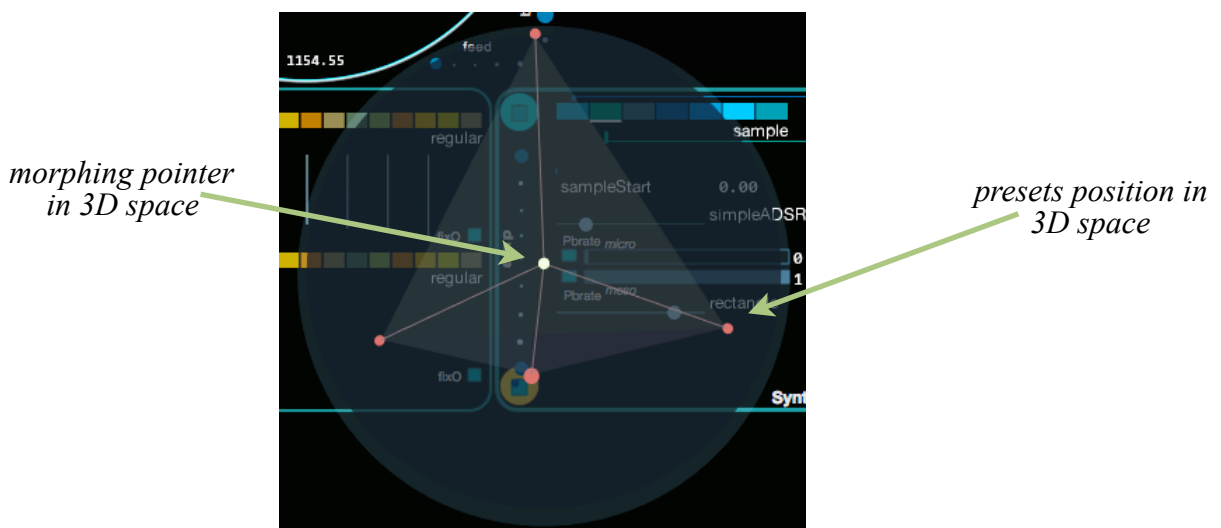 feed
1154.55
regular
sample
morphing pointer
in 3D space
sampleStart 0.00
simpleADSR
presets position in
3D space
fixO
Pbrate micro
0
regular
1
Pbrate meso
fixO
Synt